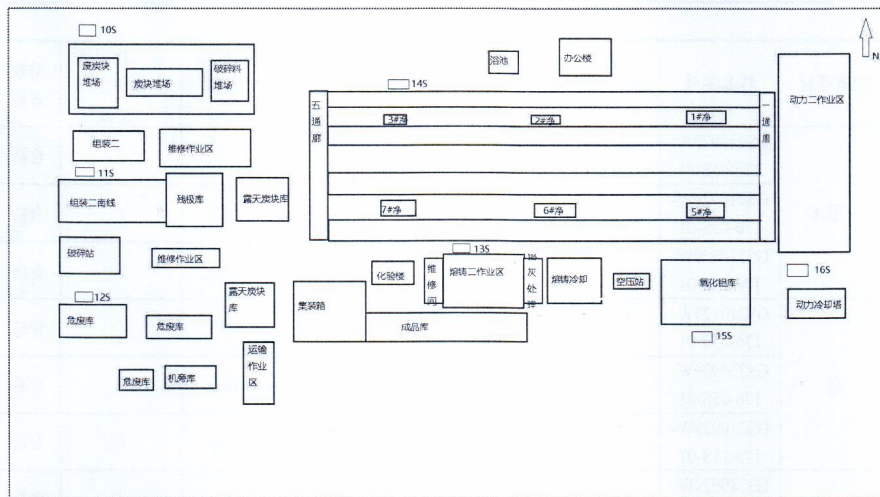 10S
N
废炭块
堆场
炭块堆场
破碎料
堆场
浴池
办公楼
14S
五通廊
3#净
2#净
1#净
一通廊
动力二作业区
组装二
维修作业区
11S
组装二南线
残极库
露天炭块库
7#净
6#净
5#净
13S
破碎站
维修作业区
化验楼
维修间
熔铸二作业区
灰处理
熔铸冷却
空压站
氧化铝库
16S
12S
危废库
危废库
露天炭块
库
集装箱
成品库
动力冷却塔
15S
运输
作业
区
危废库
机旁库